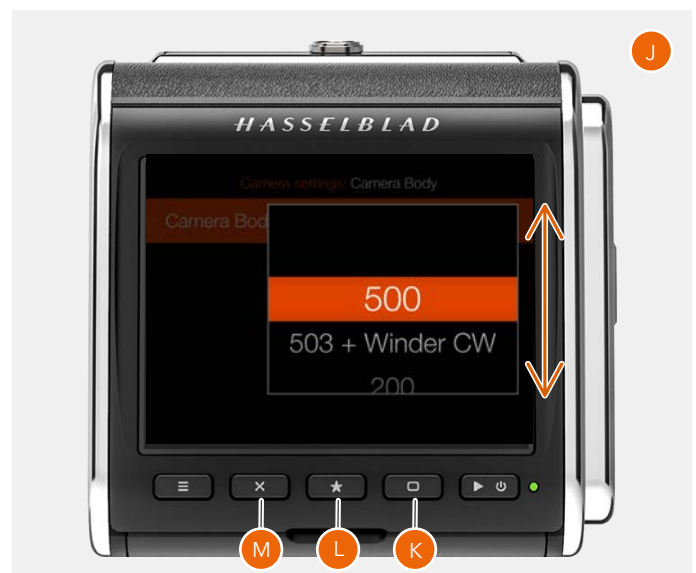 J
HASSELBLAD
Camera settings/ Camera Body
Camera Bod
500
503 + Winder CW
200
M
L
K